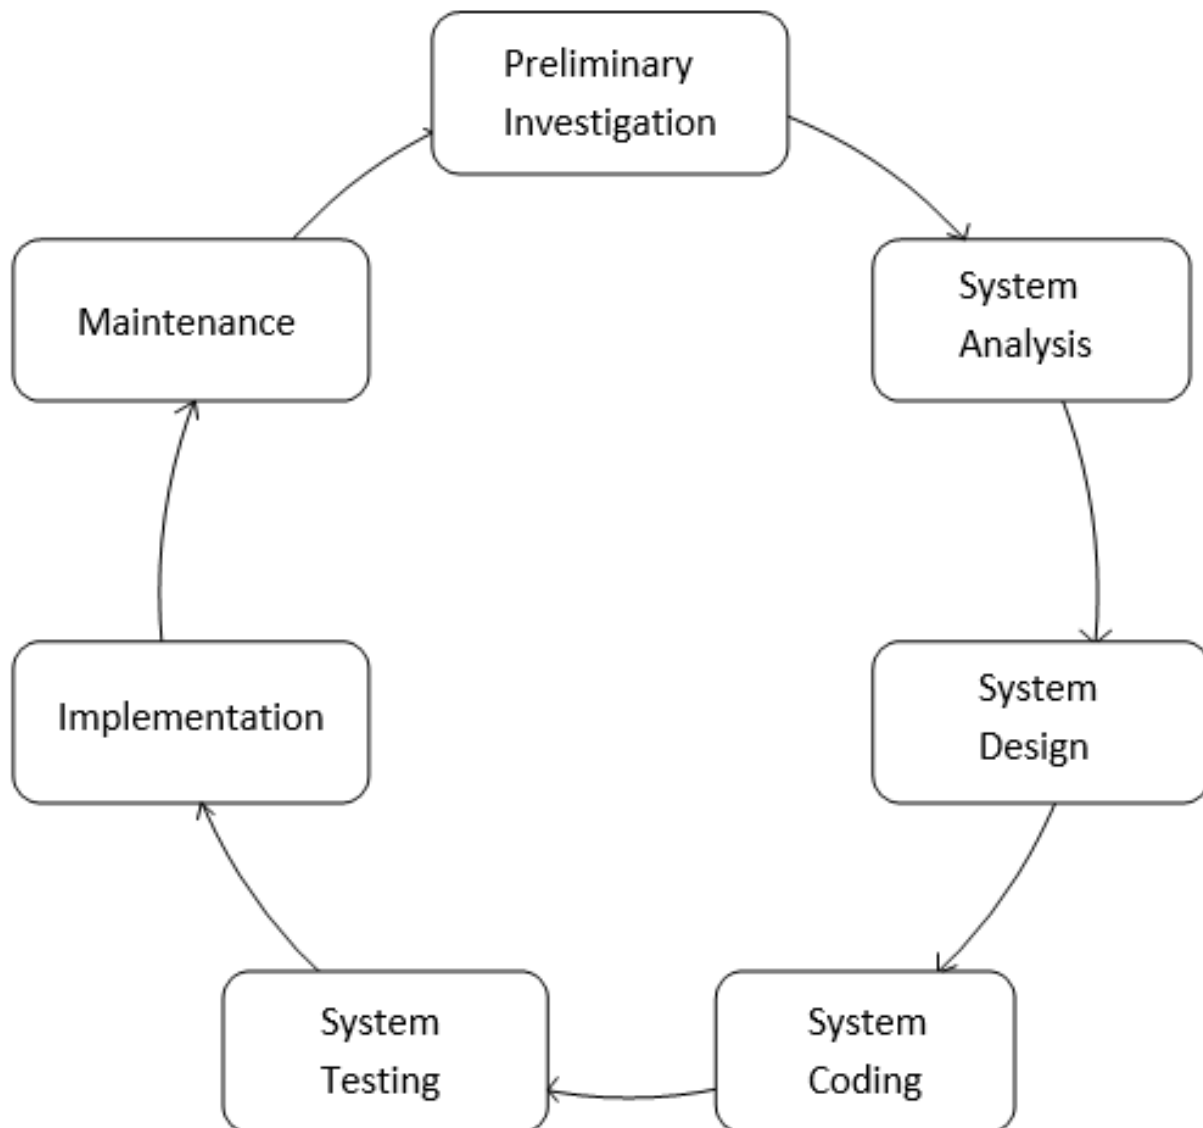 Preliminary
Investigation
System
Analysis
System
Design
System
Coding
System
Testing
Implementation
Maintenance